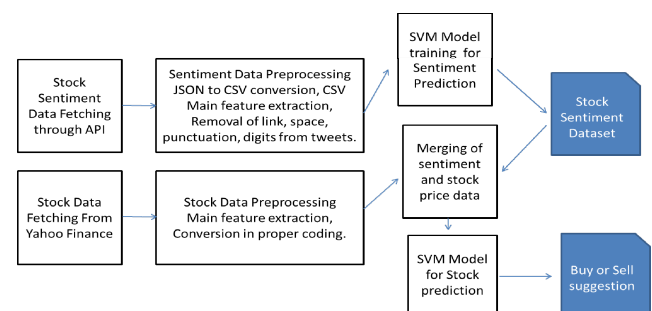 Stock
Sentiment
Data Fetching
through API
Sentiment Data Preprocessing
JSON to CSV conversion, CSV
Main feature extraction,
Removal of link, space,
punctuation, digits from tweets.
SVM Model
training for
Sentiment
Prediction
Stock
Sentiment
Dataset
Stock Data
Fetching From
Yahoo Finance
Stock Data Preprocessing
Main feature extraction,
Conversion in proper coding.
Merging of
sentiment
and stock
price data
SVM Model
for Stock
prediction
Buy or Sell
suggestion